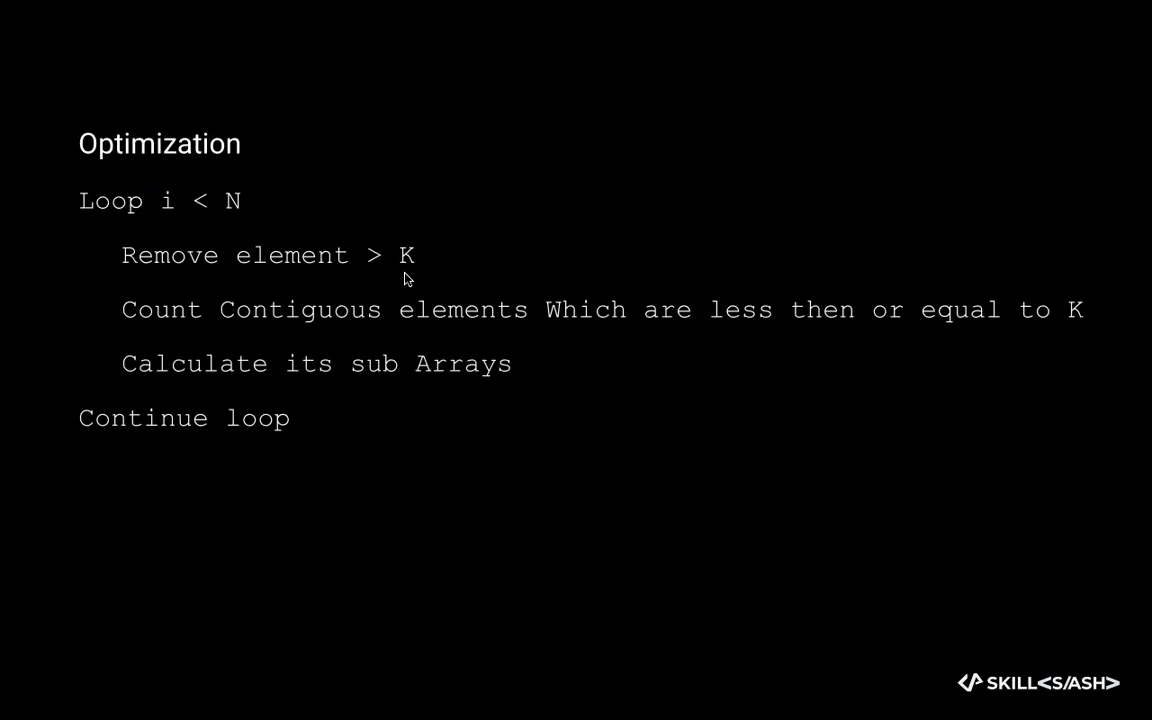 Optimization
Loop i < N
Remove element > K
Count Contiguous elements Which are less then or equal to K
Calculate its sub Arrays
Continue loop
</> SKILL<S/ASH>